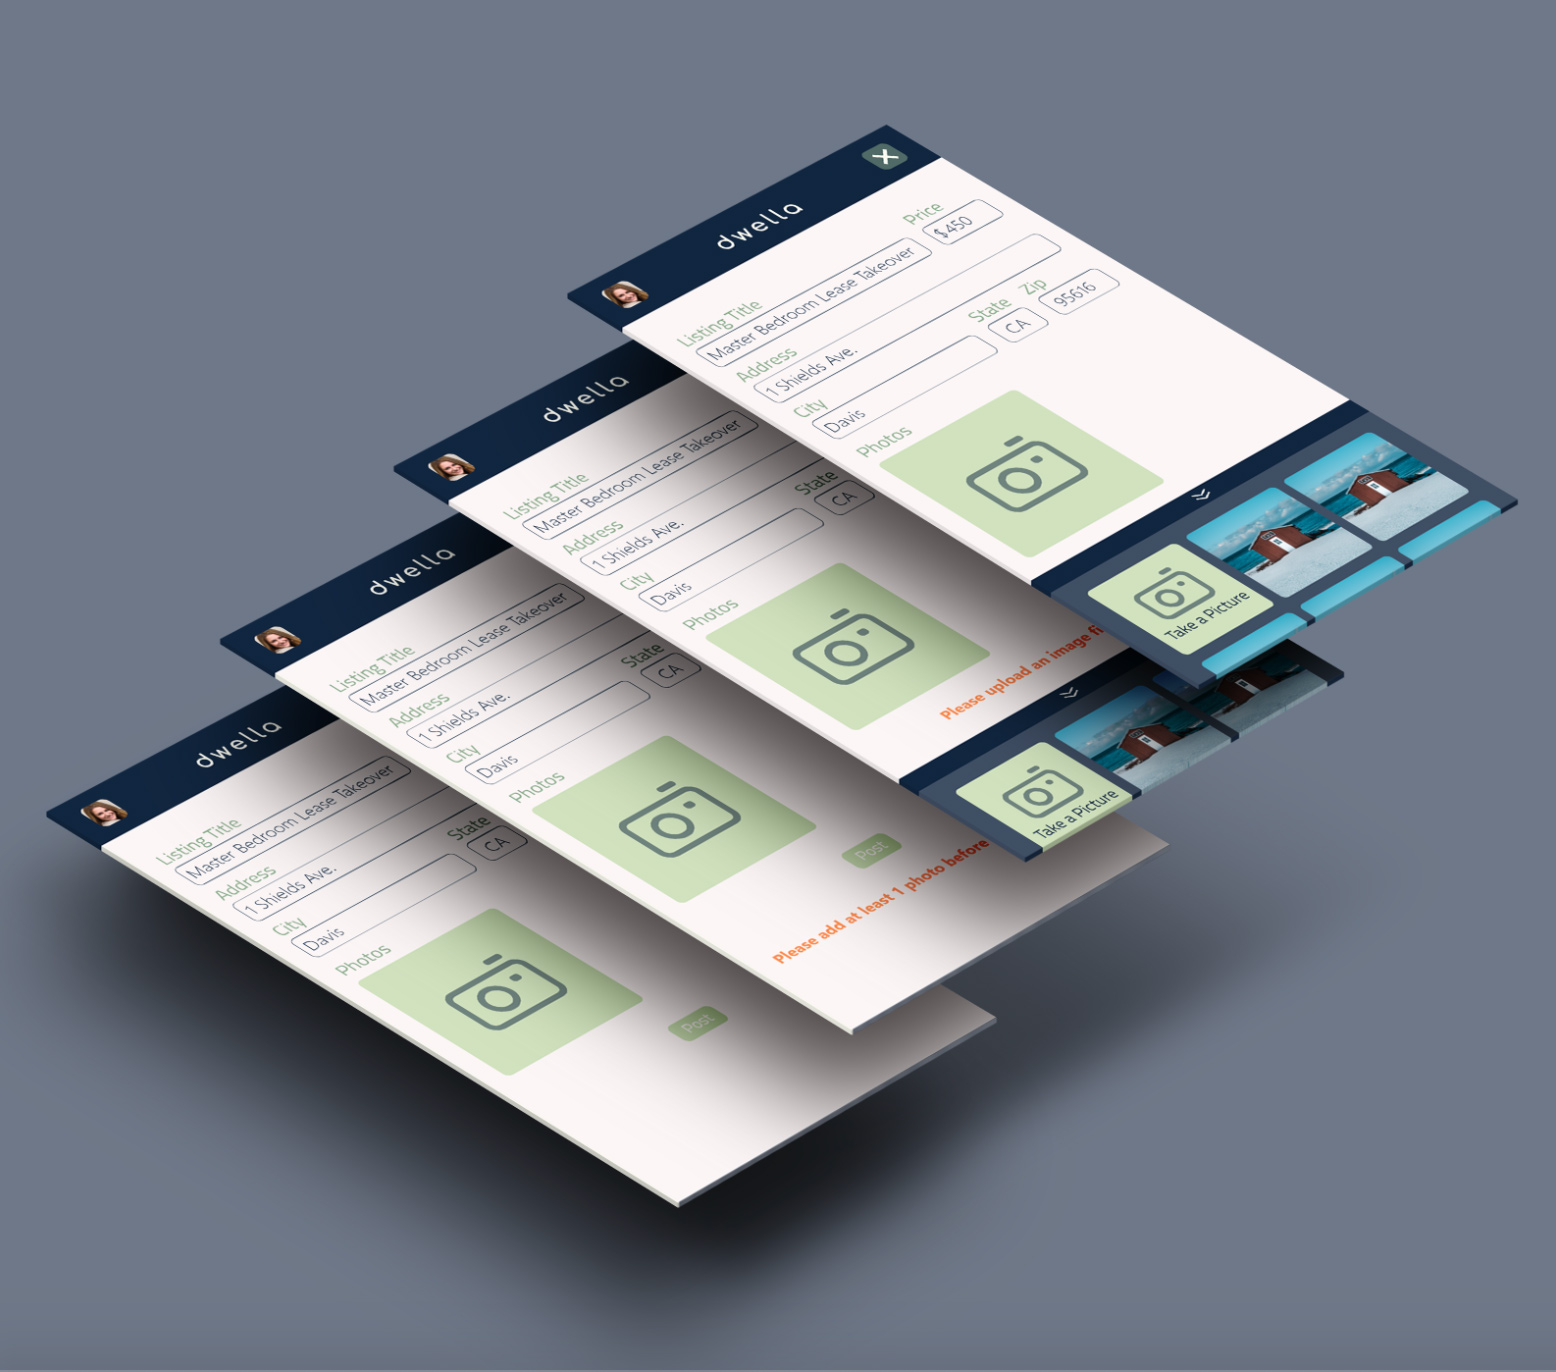 X
dwella
Price
$450
Listing Title
Master Bedroom Lease Takeover
Address
1 Shields Ave.
City
State
Zip
Davis
CA
95616
Photos
Take a Picture
dwella
Listing Title
Master Bedroom Lease Takeover
Address
1 Shields Ave.
City
State
Davis
CA
Photos
Please upload an image
Take a Picture
dwella
Listing Title
Master Bedroom Lease Takeover
Address
1 Shields Ave.
City
State
Davis
CA
Photos
Post
Please add at least 1 photo before
dwella
Listing Title
Master Bedroom Lease Takeover
Address
1 Shields Ave.
City
State
Davis
CA
Photos
Post